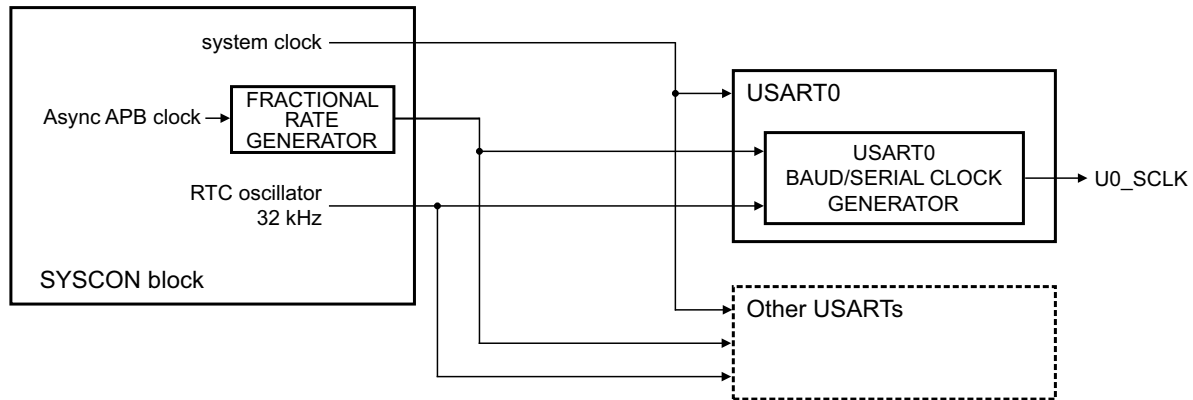 system clock
Async APB clock
FRACTIONAL
RATE
GENERATOR
RTC oscillator
32 kHz
SYSCON block
USART0
USART0
BAUD/SERIAL CLOCK
GENERATOR
U0_SCLK
Other USARTs